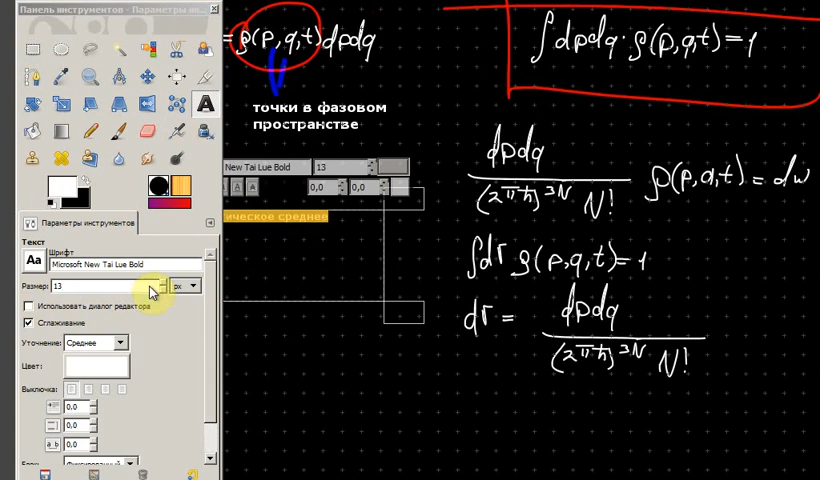 Панель инструментов - Параметры ин...
Параметры инструментов
Текст
Шрифт
Aa
Microsoft New Tai Lue Bold
Размер:
13
px
Использовать диалог редактора
Сглаживание
Уточнение:
Среднее
Цвет:
Выключка:
0,0
0,0
0,0
= ρ(p,q,t)dpdq
точки в фазовом
пространстве
New Tai Lue Bold
13
0,0
0,0
ическое среднее
∫dpdq·ρ(p,q,t)=1
dpdq
(2πħ)^3N N!
ρ(p,q,t)=dw
∫dΓ ρ(p,q,t)=1
dΓ = dpdq
(2πħ)^3N N!